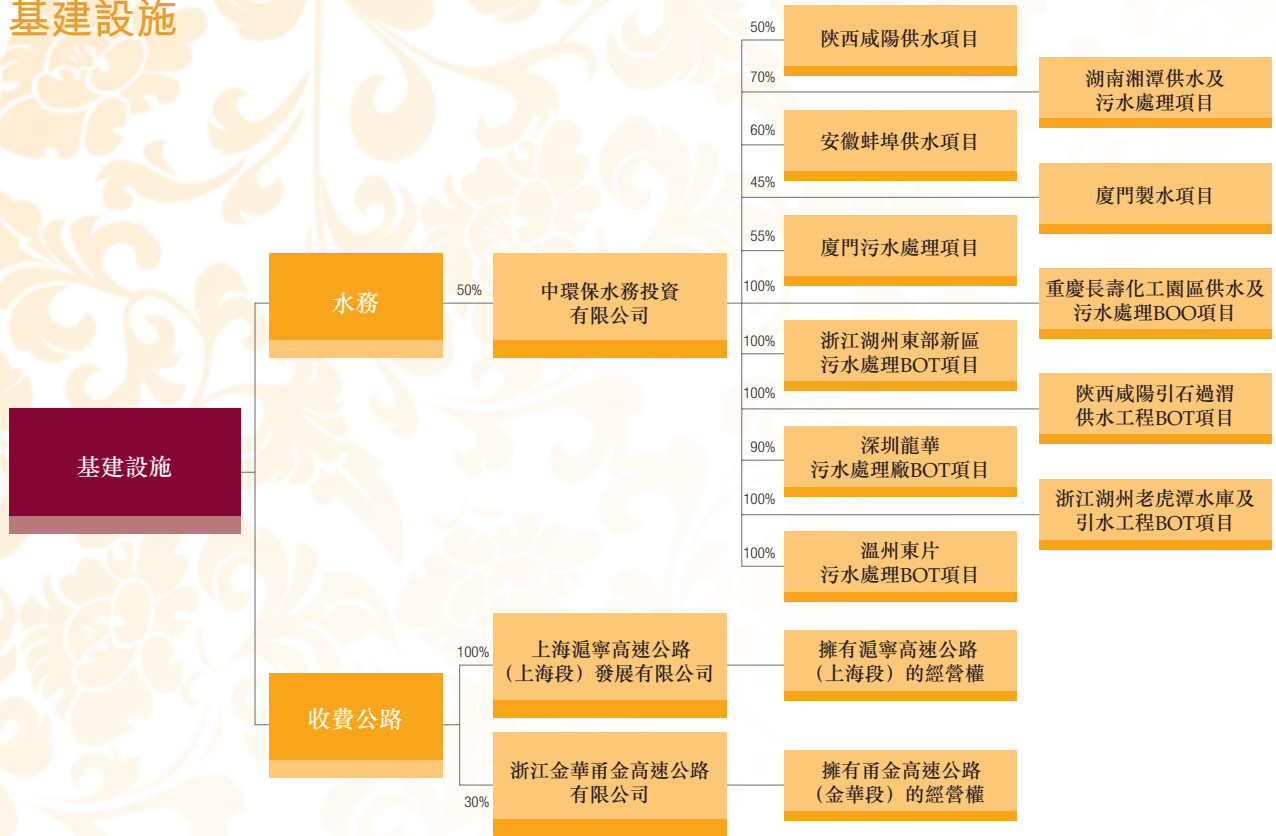 基建設施
基建設施
水務
50%
中環保水務投資
有限公司
50%
陝西咸陽供水項目
70%
湖南湘潭供水及
污水處理項目
60%
安徽蚌埠供水項目
45%
廈門製水項目
55%
廈門污水處理項目
100%
重慶長壽化工園區供水及
污水處理BOO項目
100%
浙江湖州東部新區
污水處理BOT項目
100%
陝西咸陽引石過渭
供水工程BOT項目
90%
深圳龍華
污水處理廠BOT項目
100%
浙江湖州老虎潭水庫及
引水工程BOT項目
100%
溫州東片
污水處理BOT項目
收費公路
100%
上海滬寧高速公路
（上海段）發展有限公司
擁有滬寧高速公路
（上海段）的經營權
30%
浙江金華甬金高速公路
有限公司
擁有甬金高速公路
（金華段）的經營權